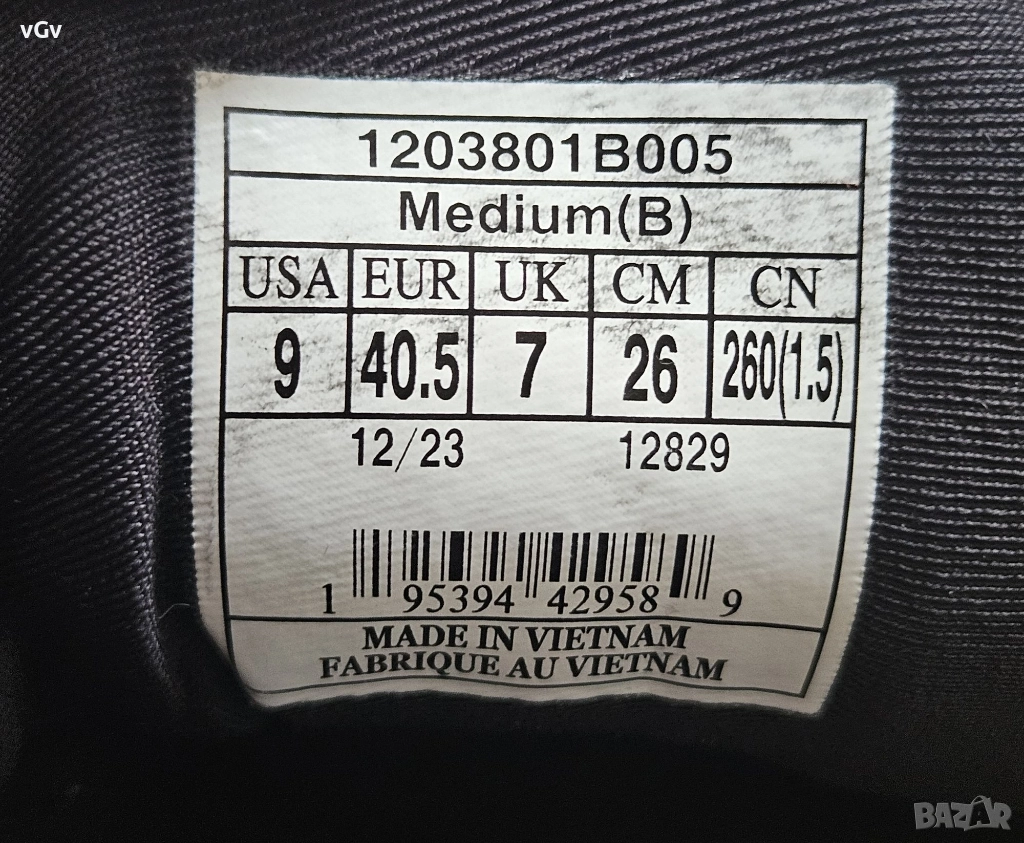 vGv
1203801B005
Medium(B)
USA EUR UK CM CN
9 40.5 7 26 260(1.5)
12/23 12829
1 95394 42958 9
MADE IN VIETNAM
FABRIQUE AU VIETNAM
BAZAR